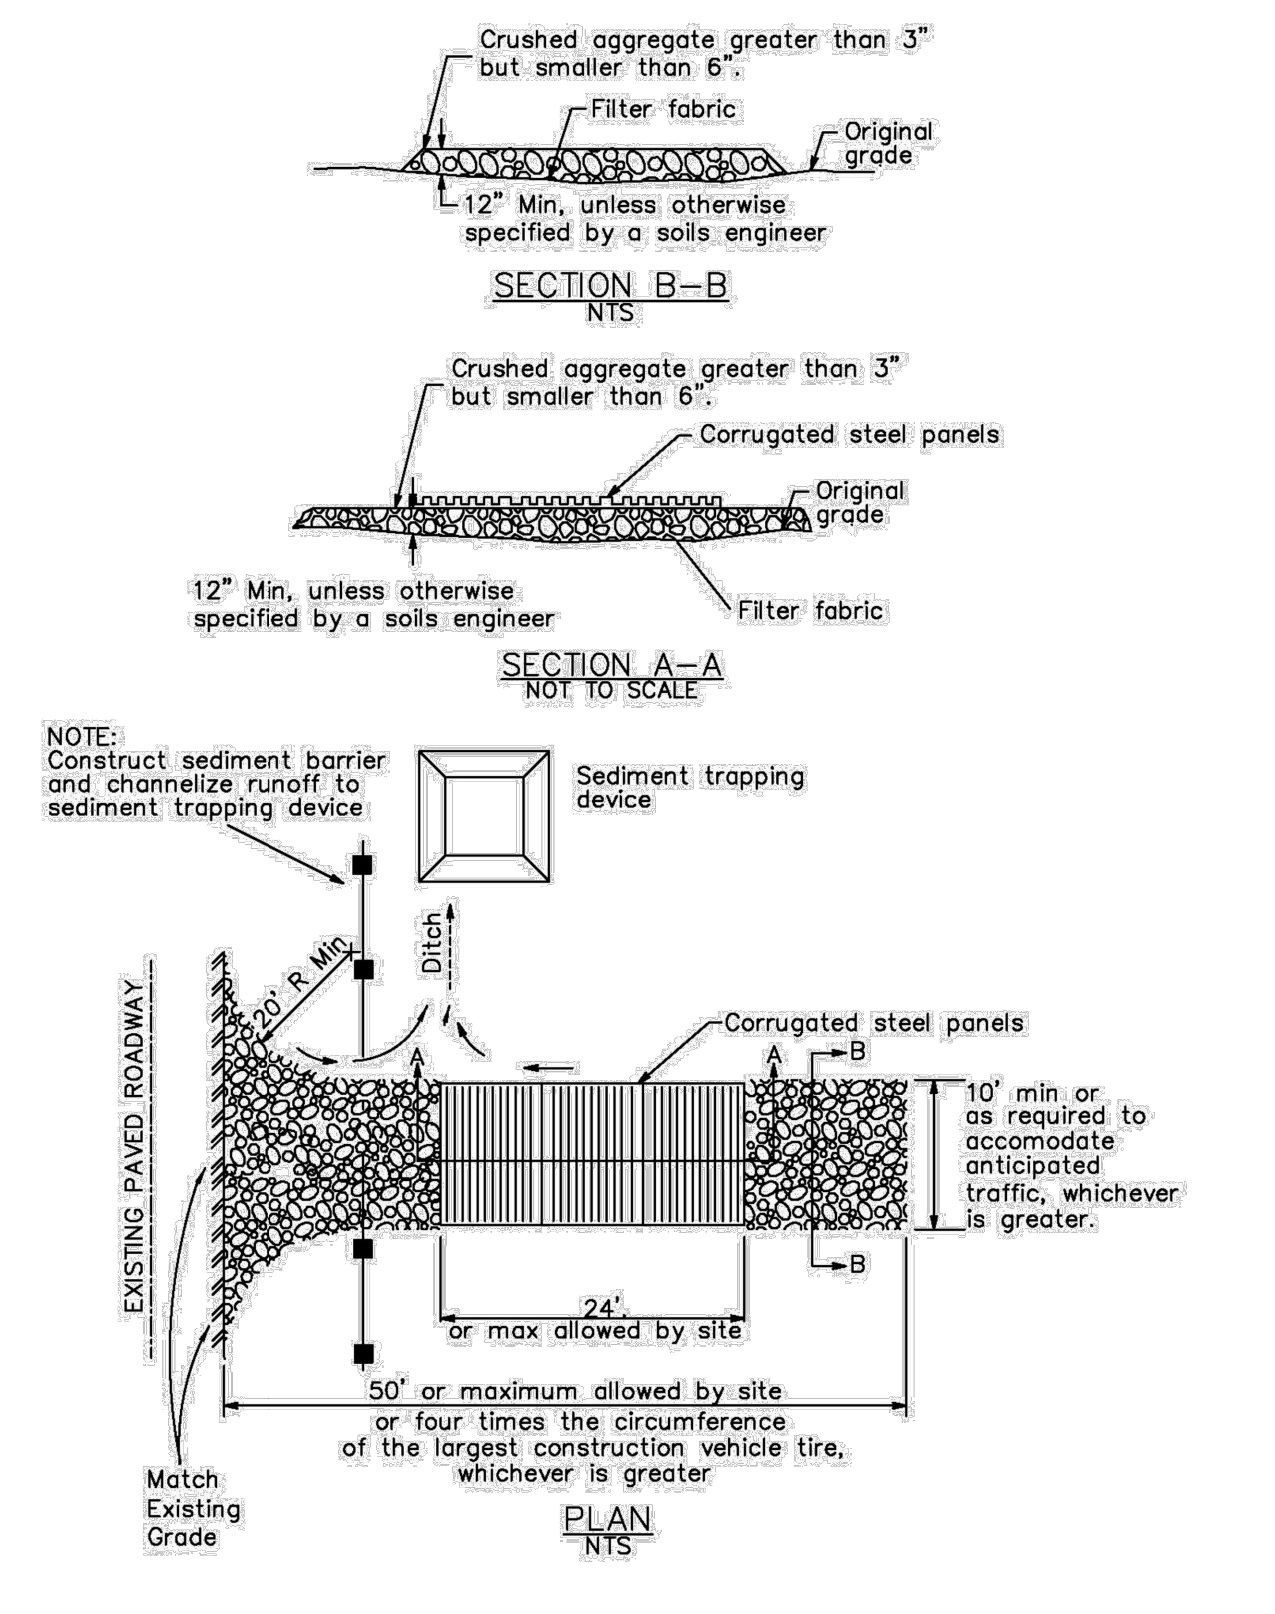 Crushed aggregate greater than 3"
but smaller than 6".
Filter fabric
Original
grade
12" Min, unless otherwise
specified by a soils engineer
SECTION B-B
NTS
Crushed aggregate greater than 3"
but smaller than 6".
Corrugated steel panels
Original
grade
12" Min, unless otherwise
specified by a soils engineer
Filter fabric
SECTION A-A
NOT TO SCALE
NOTE:
Construct sediment barrier
and channelize runoff to
sediment trapping device
Sediment trapping
device
Ditch
20' R Min
EXISTING PAVED ROADWAY
Corrugated steel panels
A
A
B
B
10' min or
as required to
accomodate
anticipated
traffic, whichever
is greater.
24'
or max allowed by site
50' or maximum allowed by site
or four times the circumference
of the largest construction vehicle tire,
whichever is greater
Match
Existing
Grade
PLAN
NTS